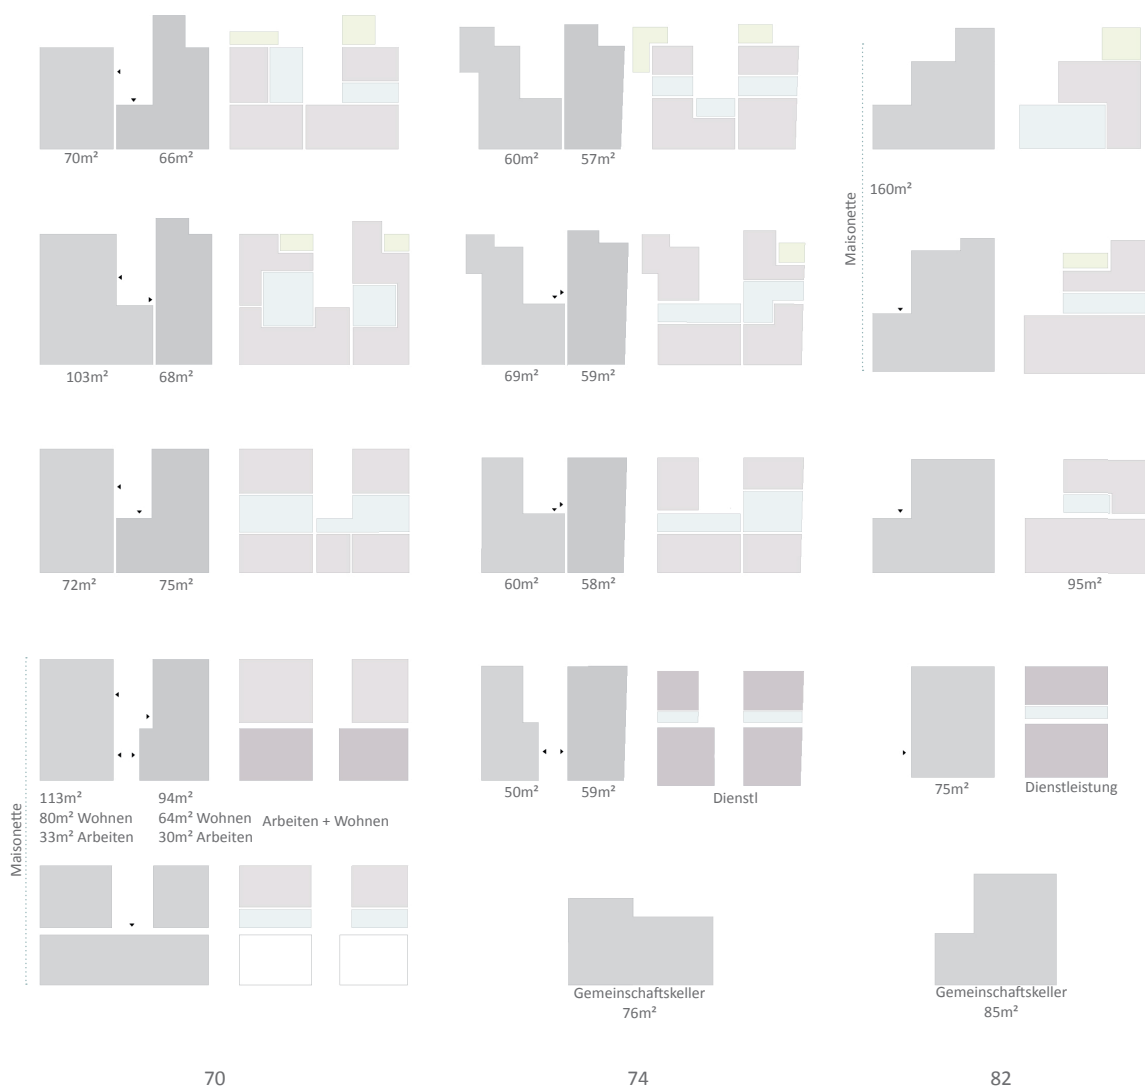 70m² 66m²
60m² 57m²
Maisonette
160m²
103m² 68m²
69m² 59m²
72m² 75m²
60m² 58m²
95m²
Maisonette
113m² 94m²
80m² Wohnen 64m² Wohnen Arbeiten + Wohnen
33m² Arbeiten 30m² Arbeiten
50m² 59m²
Dienstl
75m²
Dienstleistung
Gemeinschaftskeller
76m²
Gemeinschaftskeller
85m²
70 74 82